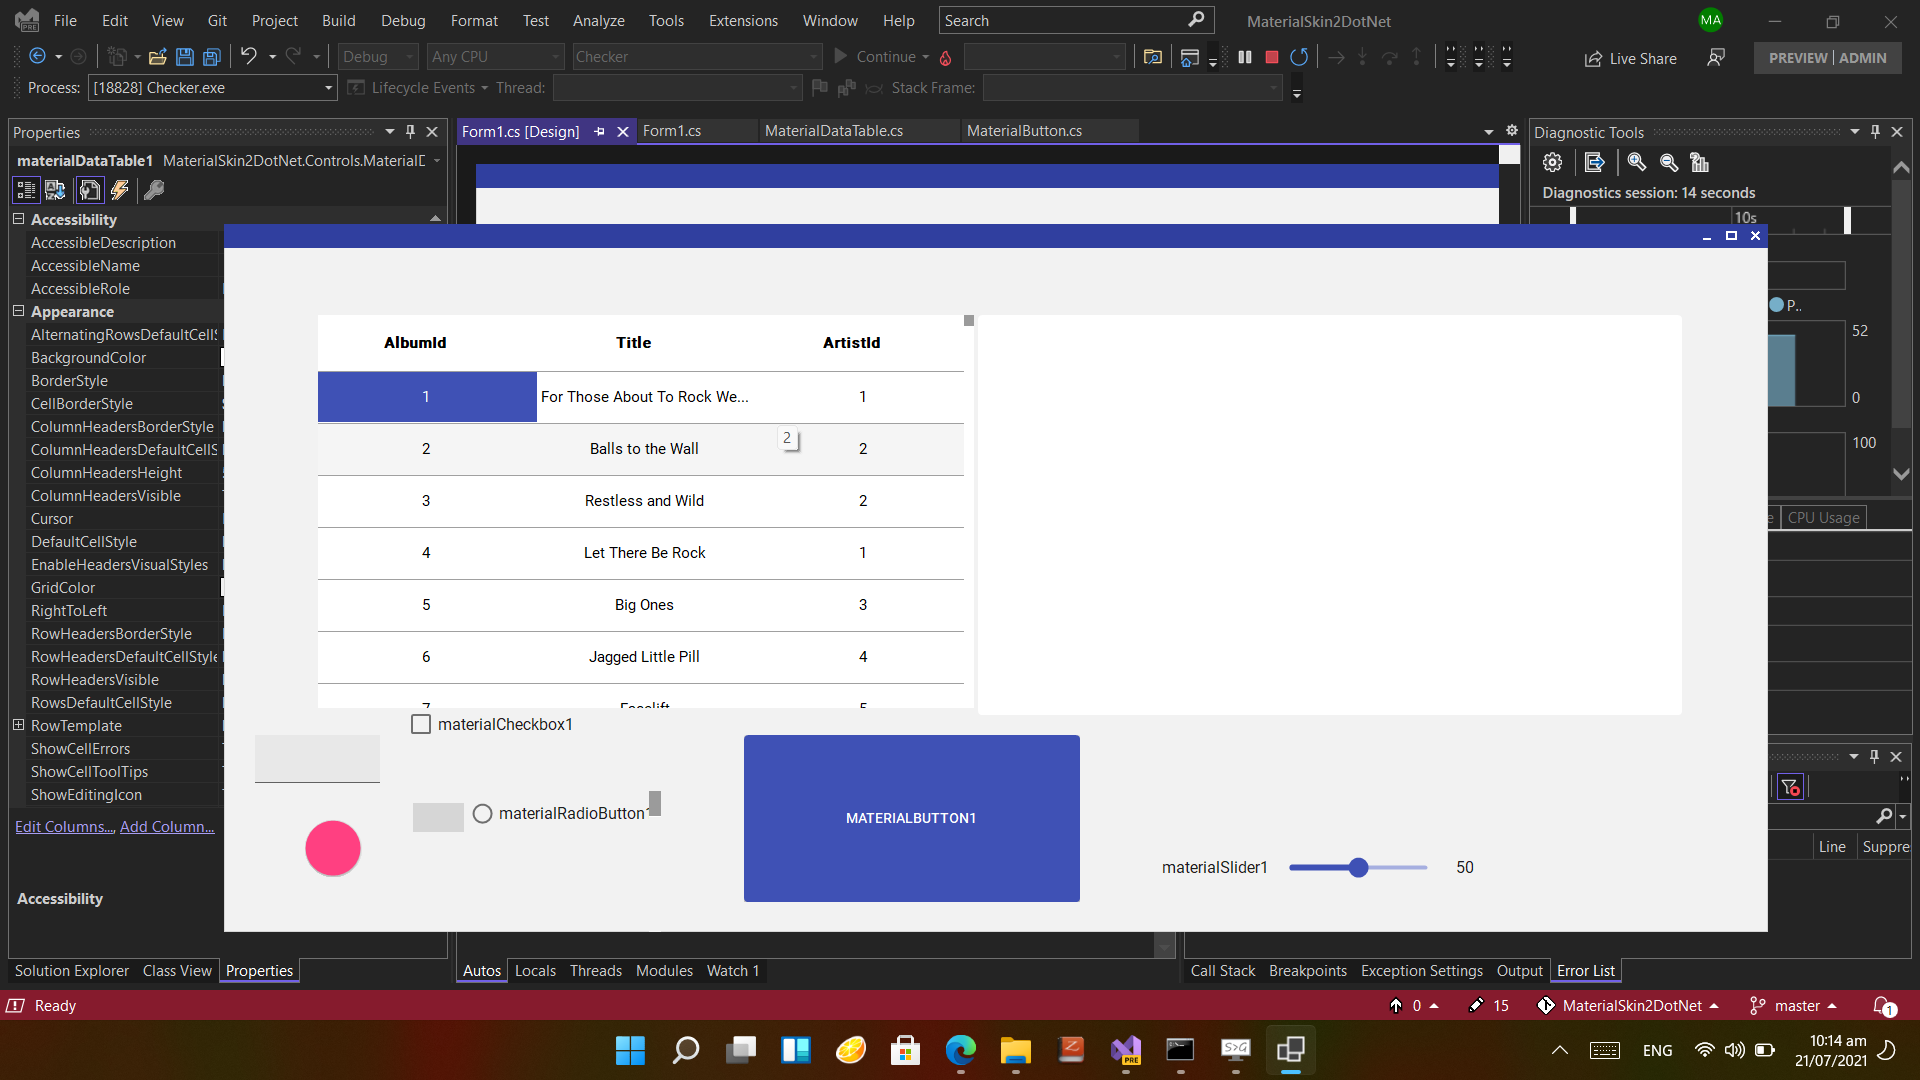 File Edit View Git Project Build Debug Format Test Analyze Tools Extensions Window Help Search MaterialSkin2DotNet MA
Debug Any CPU Checker Continue Live Share PREVIEW ADMIN
Process: [18828] Checker.exe Lifecycle Events Thread: Stack Frame:
Properties
materialDataTable1 MaterialSkin2DotNet.Controls.Material
Accessibility
AccessibleDescription
AccessibleName
AccessibleRole
Appearance
AlternatingRowsDefaultCell
BackgroundColor
BorderStyle
CellBorderStyle
ColumnHeadersBorderStyle
ColumnHeadersDefaultCell
ColumnHeadersHeight
ColumnHeadersVisible
Cursor
DefaultCellStyle
EnableHeadersVisualStyles
GridColor
RightToLeft
RowHeadersBorderStyle
RowHeadersDefaultCellStyle
RowHeadersVisible
RowsDefaultCellStyle
RowTemplate
ShowCellErrors
ShowCellToolTips
ShowEditingIcon
Edit Columns..., Add Column...
Accessibility
Solution Explorer Class View Properties
Form1.cs [Design] Form1.cs MaterialDataTable.cs MaterialButton.cs
AlbumId Title ArtistId
1 For Those About To Rock We... 1
2
2 Balls to the Wall 2
3 Restless and Wild 2
4 Let There Be Rock 1
5 Big Ones 3
6 Jagged Little Pill 4
7 Facelift 5
materialCheckbox1
materialRadioButton1
MATERIALBUTTON1
materialSlider1 50
Diagnostic Tools
Diagnostics session: 14 seconds
10s
P..
52
0
100
CPU Usage
Line Suppre
Autos Locals Threads Modules Watch 1
Call Stack Breakpoints Exception Settings Output Error List
Ready 0 15 MaterialSkin2DotNet master 1
PRE S>G ENG 10:14 am
21/07/2021